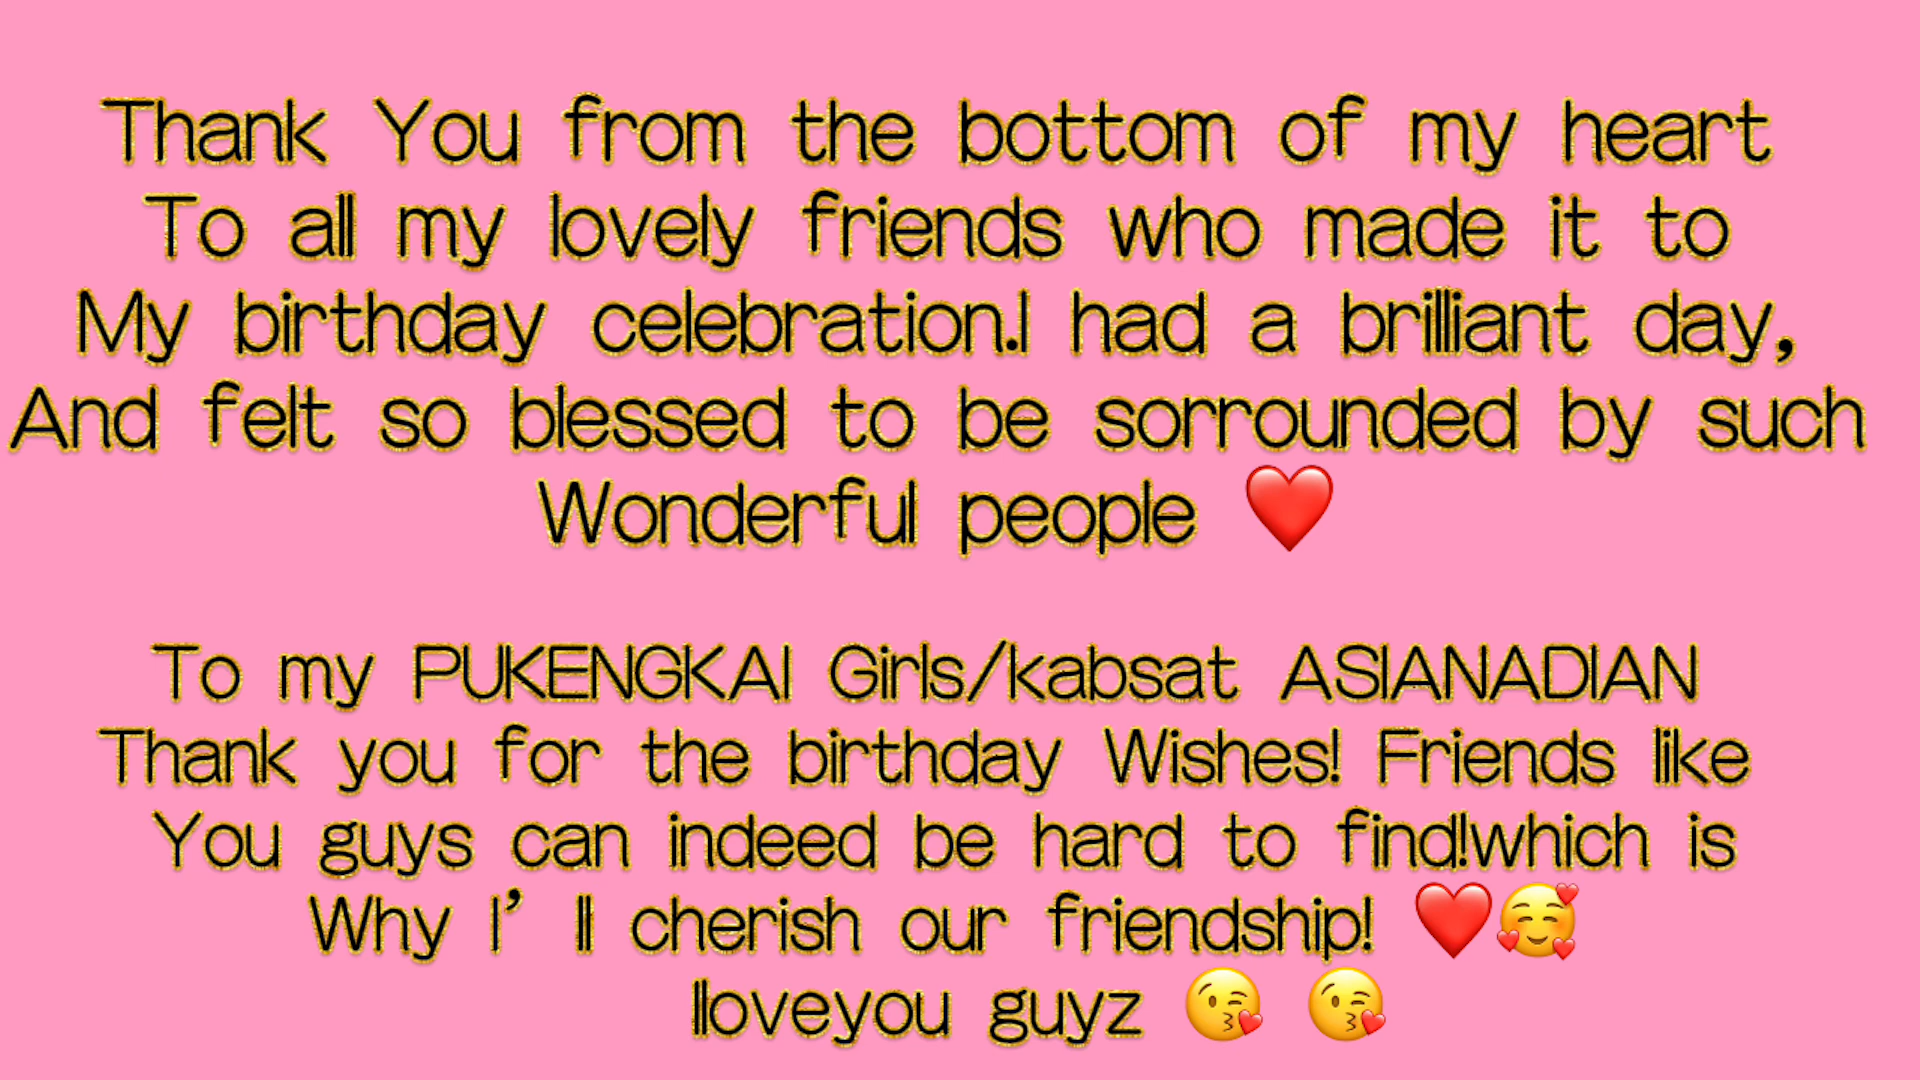 Thank You from the bottom of my heart
To all my lovely friends who made it to
My birthday celebration.I had a brilliant day,
And felt so blessed to be sorrounded by such
Wonderful people ❤️
To my PUKENGKAI Girls/kabsat ASIANADIAN
Thank you for the birthday Wishes! Friends like
You guys can indeed be hard to find!which is
Why I’ll cherish our friendship! ❤️🥰
Iloveyou guyz 😘 😘